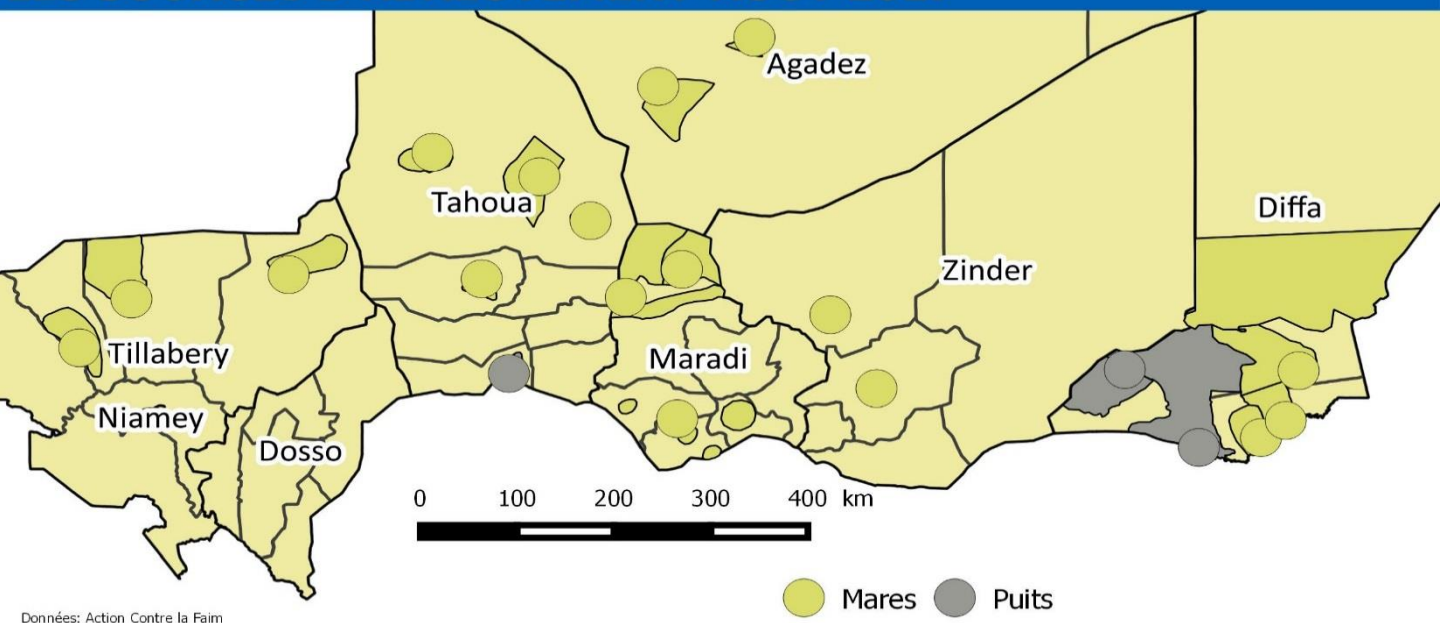 Agadez
Tahoua
Diffa
Zinder
Tillabery
Maradi
Niamey
Dosso
0 100 200 300 400 km
Mares Puits
Données: Action Contre la Faim